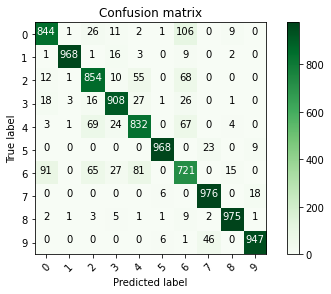 Confusion matrix
0 844 1 26 11 2 1 106 0 9 0
1 1 968 1 16 3 0 9 0 2 0
2 12 1 854 10 55 0 68 0 0 0
3 18 3 16 908 27 1 26 0 1 0
4 3 1 69 24 832 0 67 0 4 0
5 0 0 0 0 0 968 0 23 0 9
6 91 0 65 27 81 0 721 0 15 0
7 0 0 0 0 0 6 0 976 0 18
8 2 1 3 5 1 1 9 2 975 1
9 0 0 0 0 0 6 1 46 0 947
0 1 2 3 4 5 6 7 8 9
True label
Predicted label
800
600
400
200
0